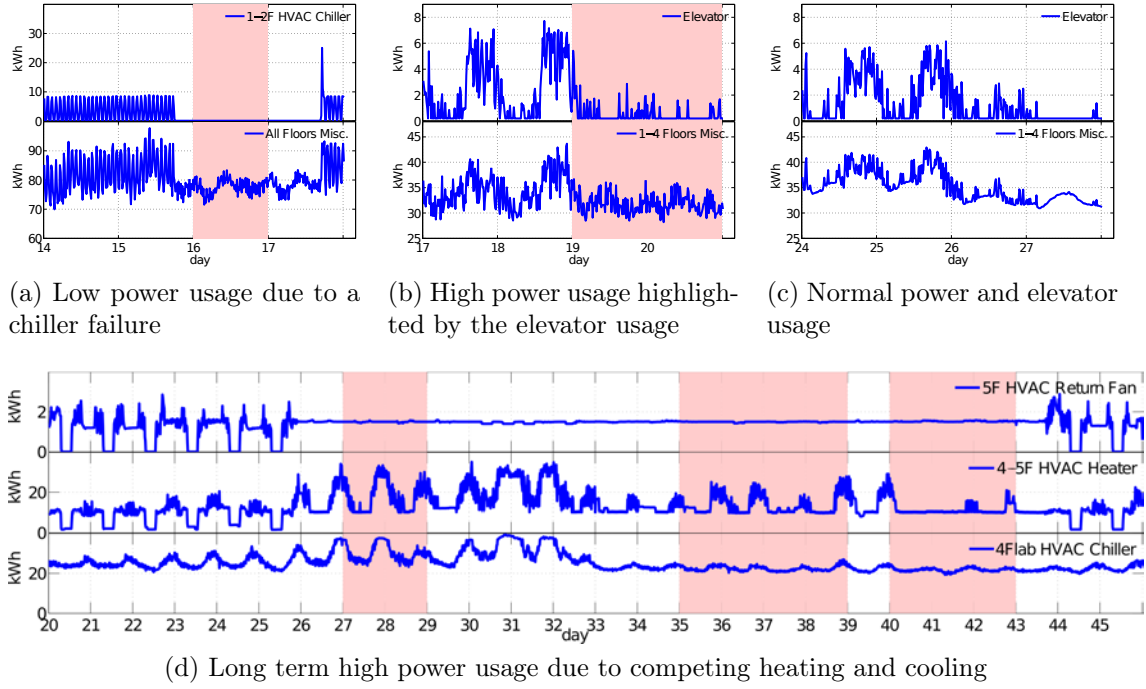 1−2F HVAC Chiller
30
20
10
0
kWh
All Floors Misc.
90
80
70
60
kWh
14 15 16 17
day
Elevator
8
6
4
2
0
kWh
1−4 Floors Misc.
45
40
35
30
25
kWh
17 18 19 20
day
Elevator
8
6
4
2
0
kWh
1−4 Floors Misc.
45
40
35
30
25
kWh
24 25 26 27
day
(a) Low power usage due to a
chiller failure
(b) High power usage highligh-
ted by the elevator usage
(c) Normal power and elevator
usage
5F HVAC Return Fan
2
0
kWh
4−5F HVAC Heater
20
0
kWh
4Flab HVAC Chiller
20
0
kWh
20 21 22 23 24 25 26 27 28 29 30 31 32 33 34 35 36 37 38 39 40 41 42 43 44 45
day
(d) Long term high power usage due to competing heating and cooling